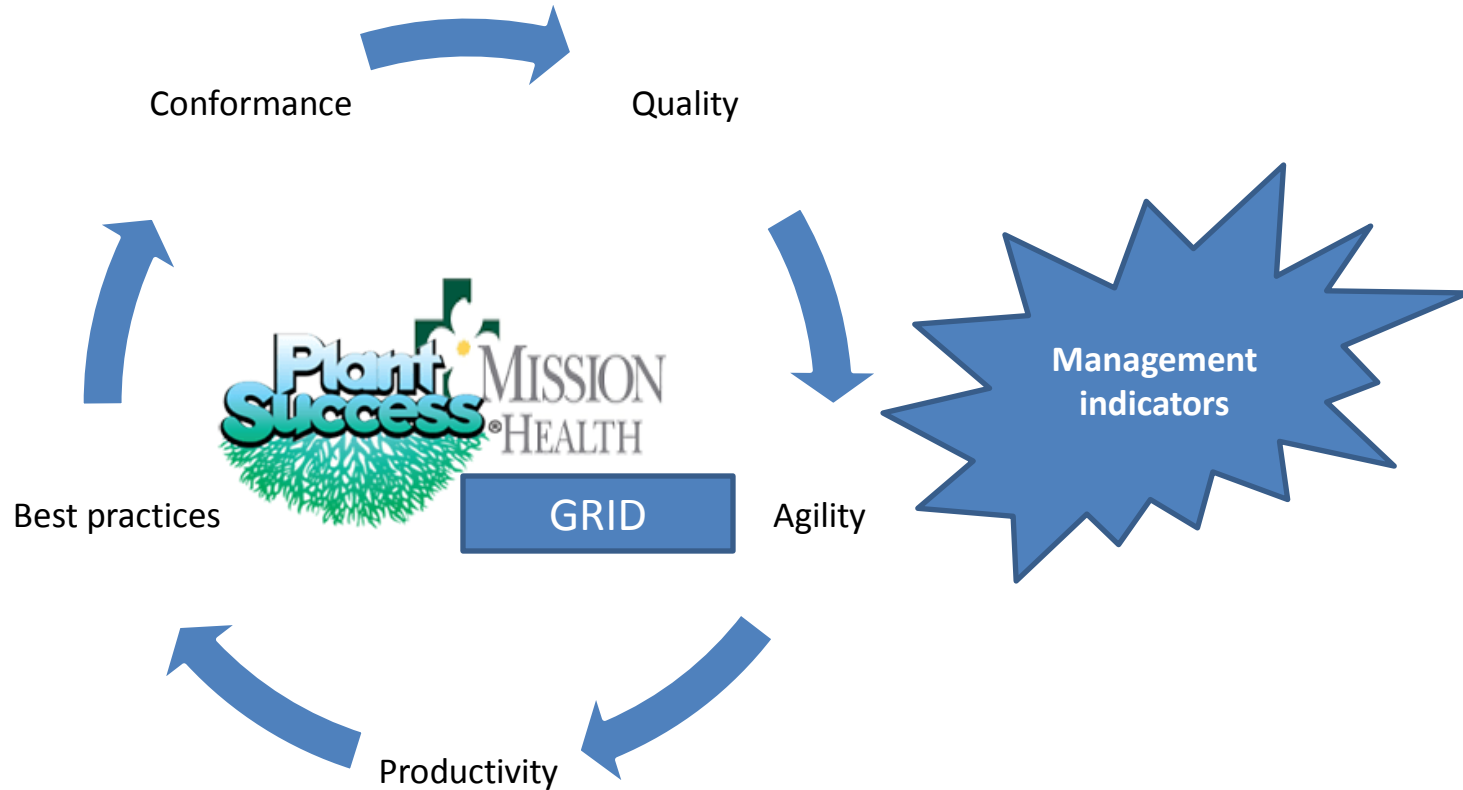 Conformance
Quality
Management
indicators
Plant
Success
MISSION
®HEALTH
Best practices
GRID
Agility
Productivity